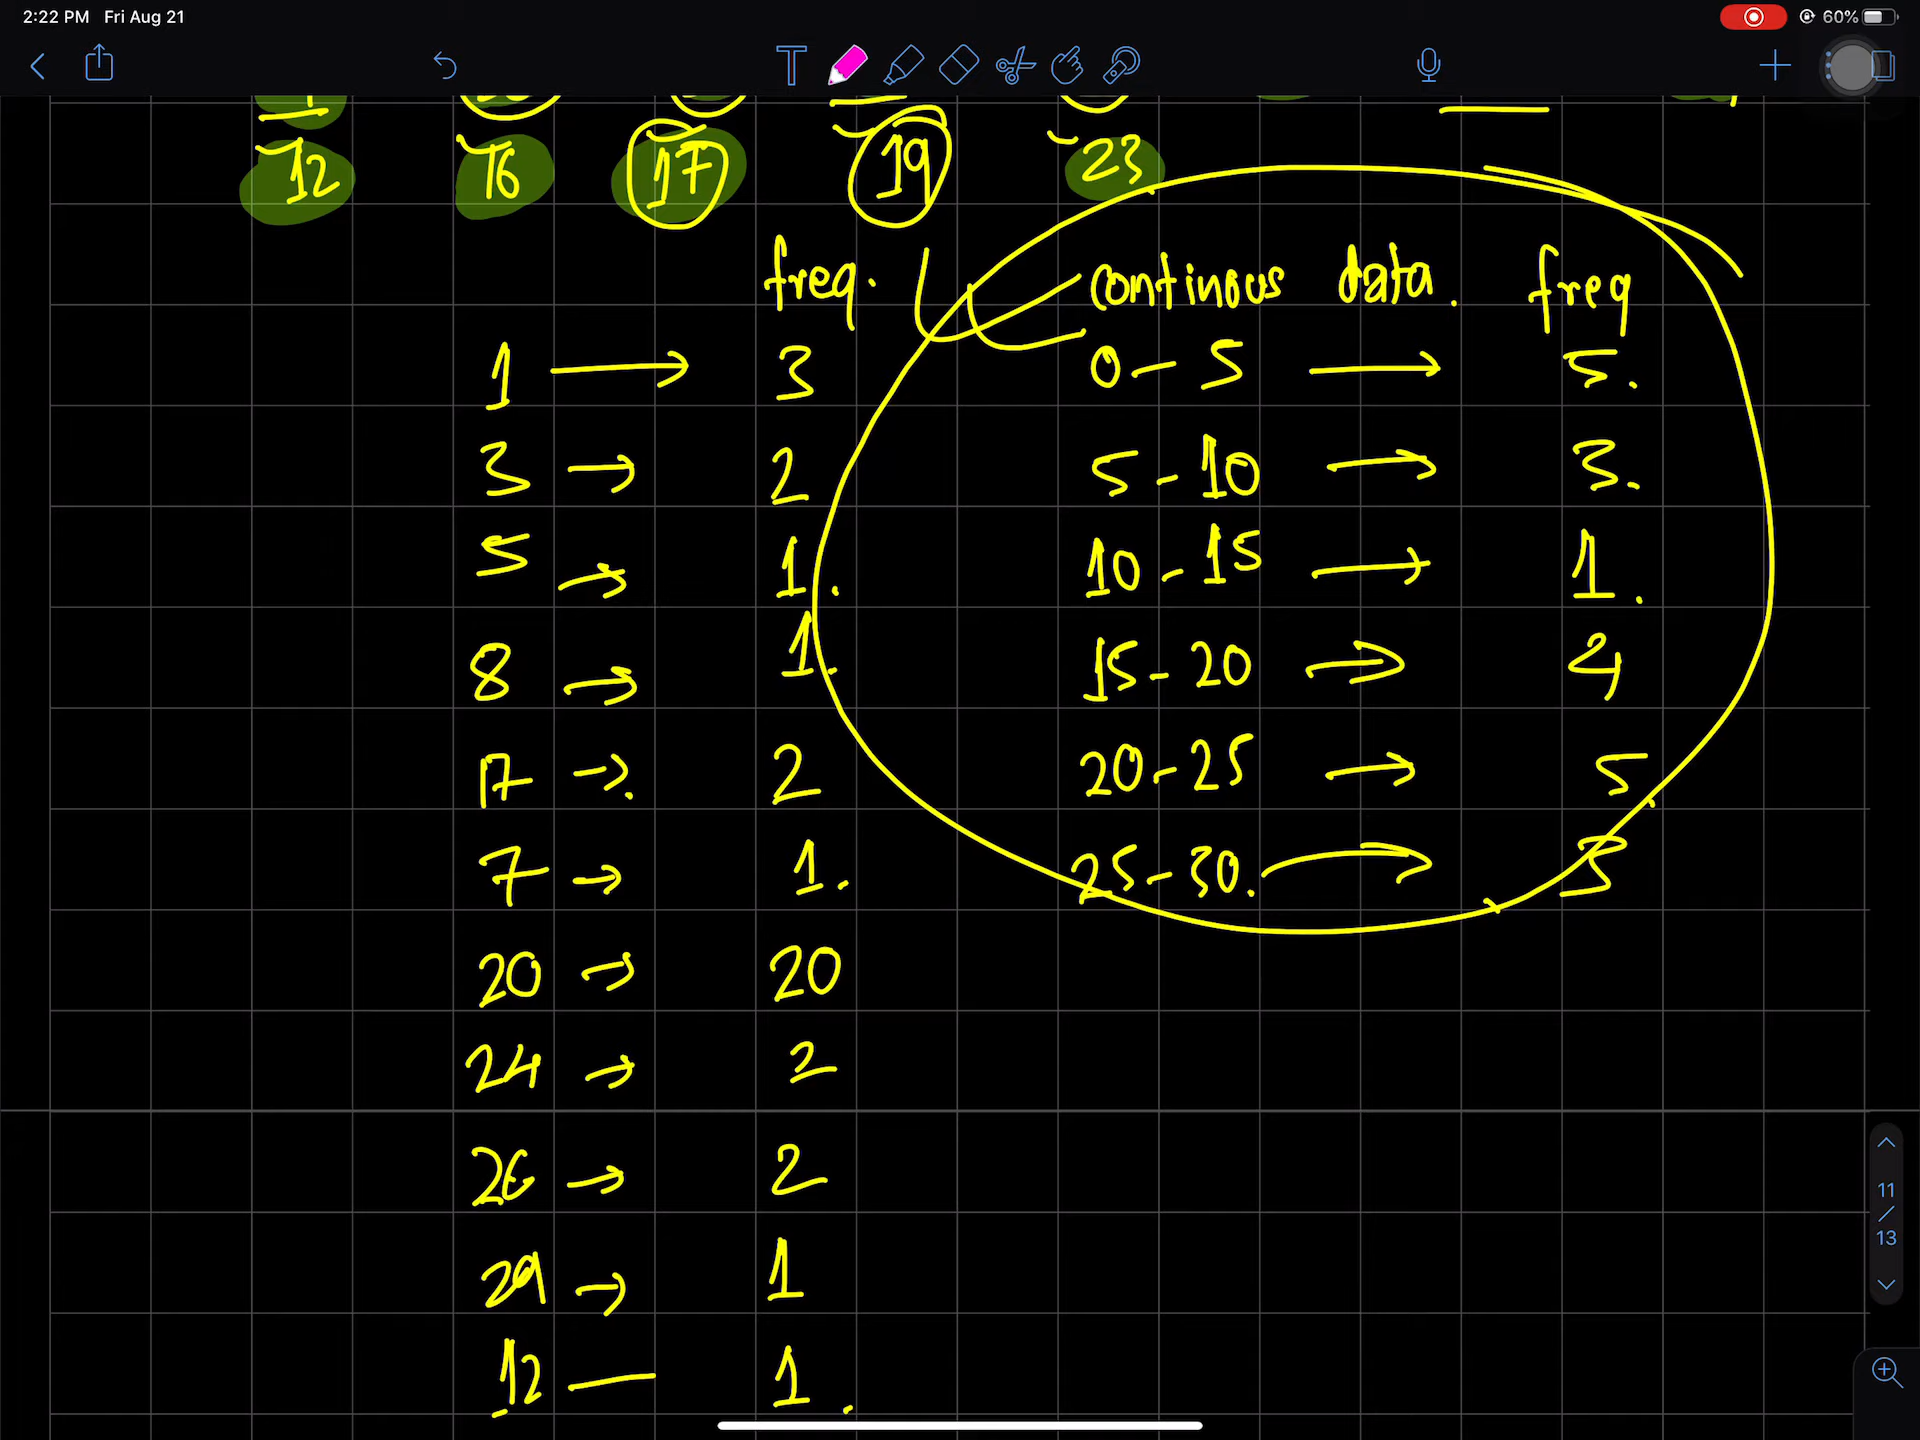 2:22 PM Fri Aug 21 60%
12 16 17 19 23
freq. continous data. freq
1 → 3 0-5 → 5.
3 → 2 5-10 → 3.
5 → 1. 10-15 → 1.
8 → 1. 15-20 → 4
17 → 2 20-25 → 5.
7 → 1. 25-30. → 3
20 → 20
24 → 2
26 → 2
29 → 1
12 — 1.
11
/
13